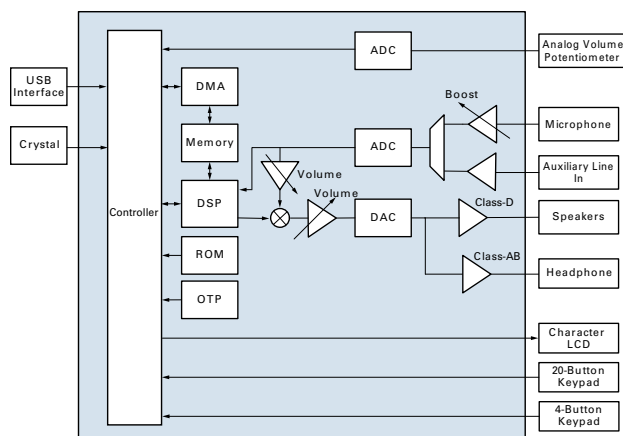 ADC
Analog Volume
Potentiometer
USB
Interface
DMA
Boost
Microphone
Crystal
Memory
ADC
Auxiliary Line
In
Volume
Volume
Controller
DSP
DAC
Class-D
Speakers
ROM
Class-AB
Headphone
OTP
Character
LCD
20-Button
Keypad
4-Button
Keypad